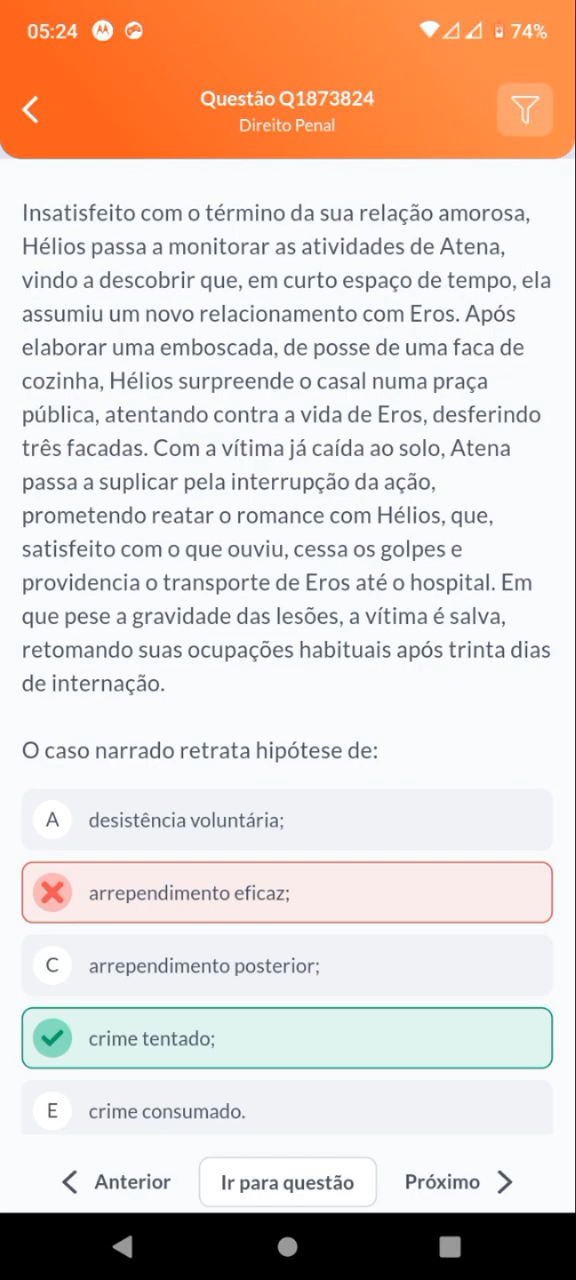 05:24
74%
Questão Q1873824
Direito Penal
Insatisfeito com o término da sua relação amorosa,
Hélios passa a monitorar as atividades de Atena,
vindo a descobrir que, em curto espaço de tempo, ela
assumiu um novo relacionamento com Eros. Após
elaborar uma emboscada, de posse de uma faca de
cozinha, Hélios surpreende o casal numa praça
pública, atentando contra a vida de Eros, desferindo
três facadas. Com a vítima já caída ao solo, Atena
passa a suplicar pela interrupção da ação,
prometendo reatar o romance com Hélios, que,
satisfeito com o que ouviu, cessa os golpes e
providencia o transporte de Eros até o hospital. Em
que pese a gravidade das lesões, a vítima é salva,
retomando suas ocupações habituais após trinta dias
de internação.
O caso narrado retrata hipótese de:
A desistência voluntária;
arrependimento eficaz;
C arrependimento posterior;
crime tentado;
E crime consumado.
Anterior Ir para questão Próximo